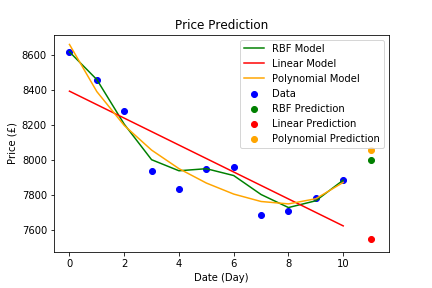 Price Prediction
RBF Model
Linear Model
Polynomial Model
Data
RBF Prediction
Linear Prediction
Polynomial Prediction
8600
8400
8200
8000
7800
7600
Price (£)
0 2 4 6 8 10
Date (Day)